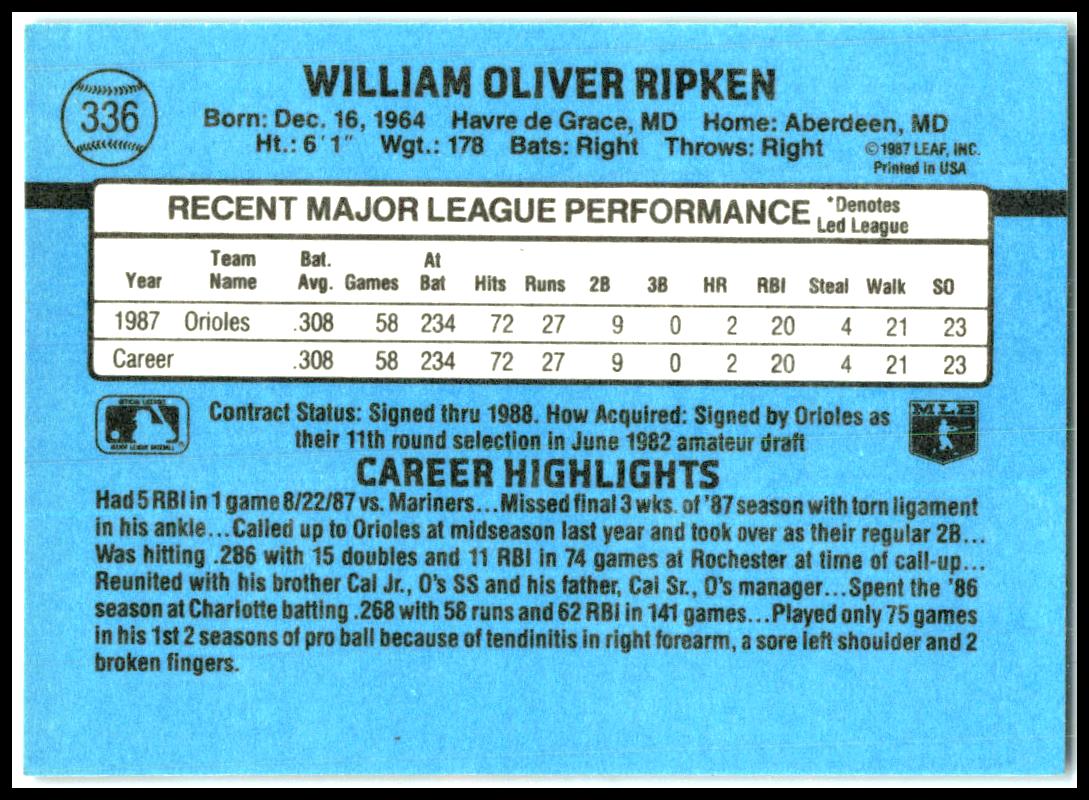 336
WILLIAM OLIVER RIPKEN
Born: Dec. 16, 1964 Havre de Grace, MD Home: Aberdeen, MD
Ht.: 6'1" Wgt.: 178 Bats: Right Throws: Right
©1987 LEAF, INC.
Printed in USA
RECENT MAJOR LEAGUE PERFORMANCE *Denotes
Led League
Year Team Name Bat. Avg. Games At Bat Hits Runs 2B 3B HR RBI Steal Walk SO
1987 Orioles .308 58 234 72 27 9 0 2 20 4 21 23
Career .308 58 234 72 27 9 0 2 20 4 21 23
MLB
Contract Status: Signed thru 1988. How Acquired: Signed by Orioles as
their 11th round selection in June 1982 amateur draft
CAREER HIGHLIGHTS
Had 5 RBI in 1 game 8/22/87 vs. Mariners...Missed final 3 wks. of '87 season with torn ligament
in his ankle...Called up to Orioles at midseason last year and took over as their regular 2B...
Was hitting .286 with 15 doubles and 11 RBI in 74 games at Rochester at time of call-up...
Reunited with his brother Cal Jr., O's SS and his father, Cal Sr., O's manager...Spent the '86
season at Charlotte batting .268 with 58 runs and 62 RBI in 141 games...Played only 75 games
in his 1st 2 seasons of pro ball because of tendinitis in right forearm, a sore left shoulder and 2
broken fingers.